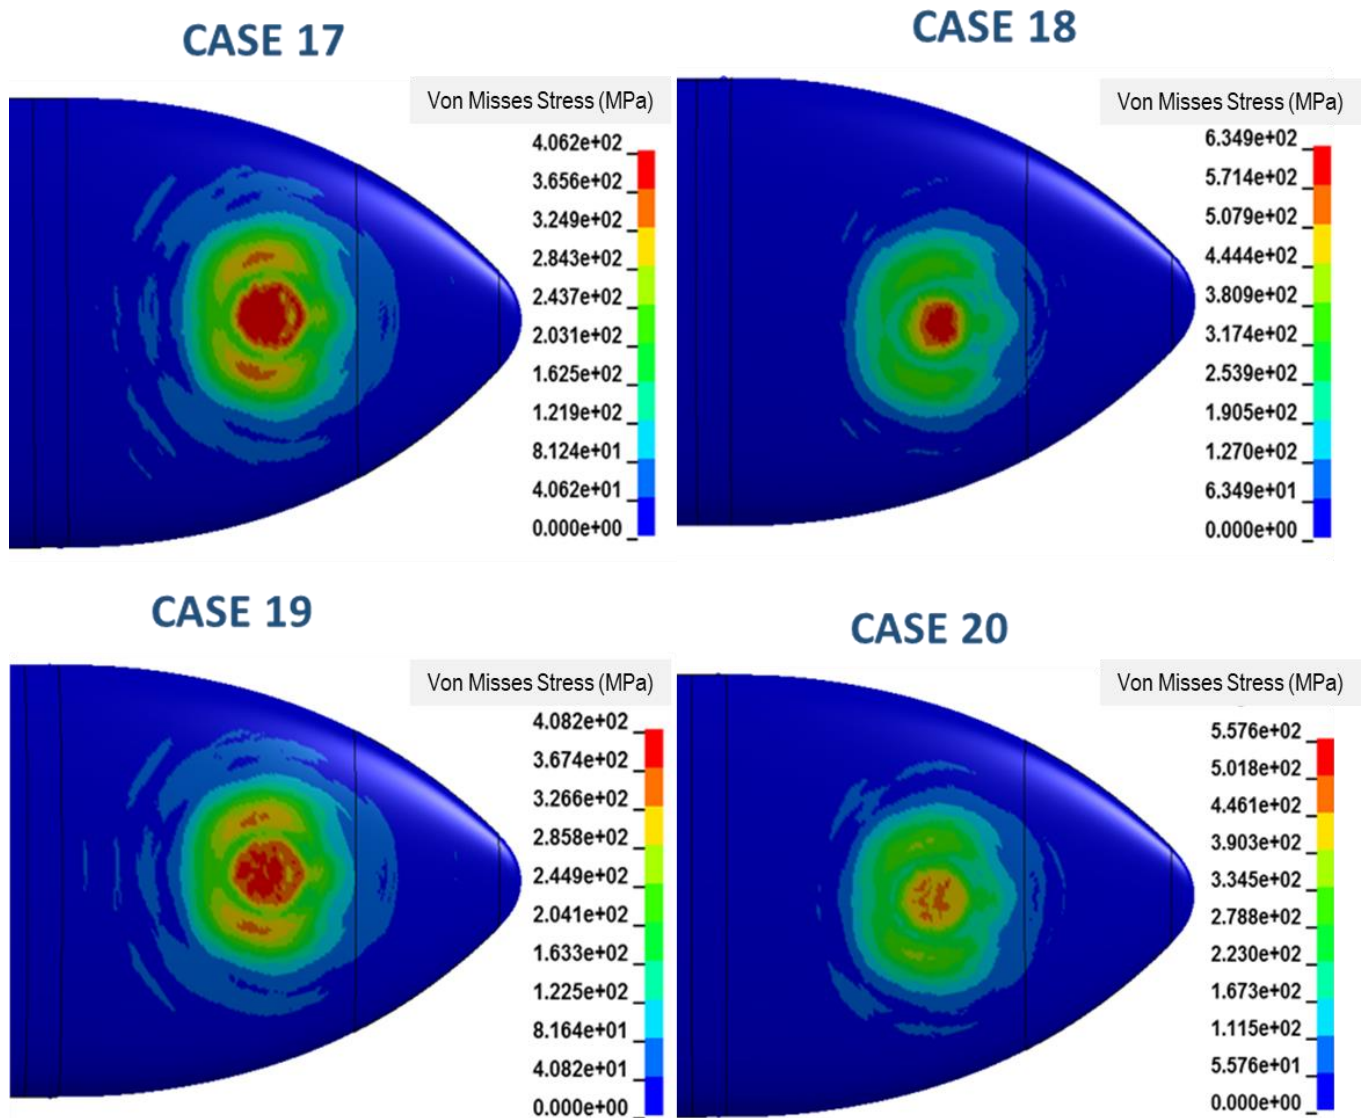 CASE 17
Von Misses Stress (MPa)
4.062e+02
3.656e+02
3.249e+02
2.843e+02
2.437e+02
2.031e+02
1.625e+02
1.219e+02
8.124e+01
4.062e+01
0.000e+00
CASE 18
Von Misses Stress (MPa)
6.349e+02
5.714e+02
5.079e+02
4.444e+02
3.809e+02
3.174e+02
2.539e+02
1.905e+02
1.270e+02
6.349e+01
0.000e+00
CASE 19
Von Misses Stress (MPa)
4.082e+02
3.674e+02
3.266e+02
2.858e+02
2.449e+02
2.041e+02
1.633e+02
1.225e+02
8.164e+01
4.082e+01
0.000e+00
CASE 20
Von Misses Stress (MPa)
5.576e+02
5.018e+02
4.461e+02
3.903e+02
3.345e+02
2.788e+02
2.230e+02
1.673e+02
1.115e+02
5.576e+01
0.000e+00